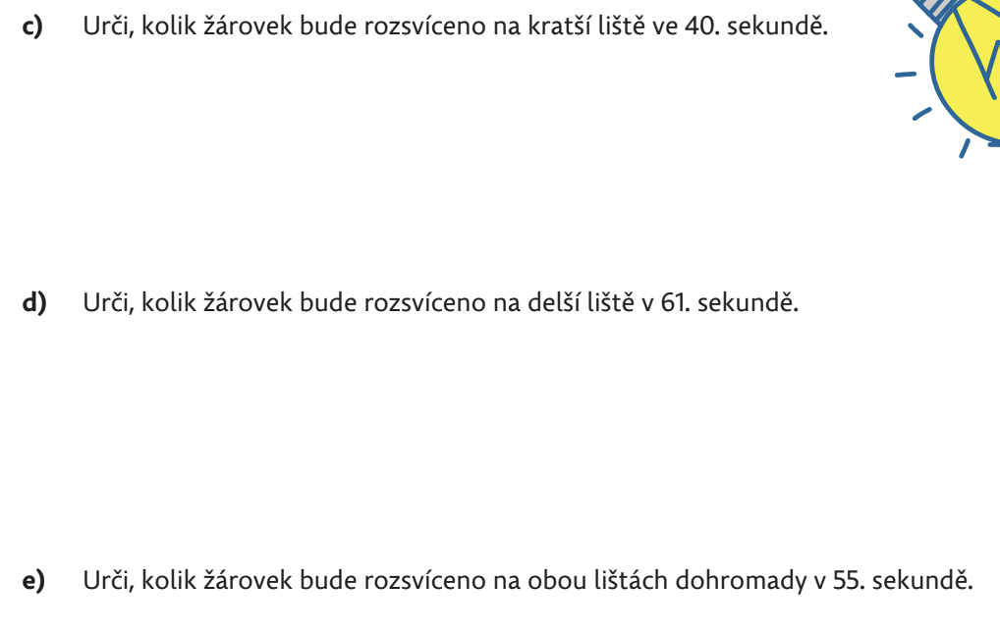 c) Urči, kolik žárovek bude rozsvíceno na kratší liště ve 40. sekundě.
d) Urči, kolik žárovek bude rozsvíceno na delší liště v 61. sekundě.
e) Urči, kolik žárovek bude rozsvíceno na obou lištách dohromady v 55. sekundě.